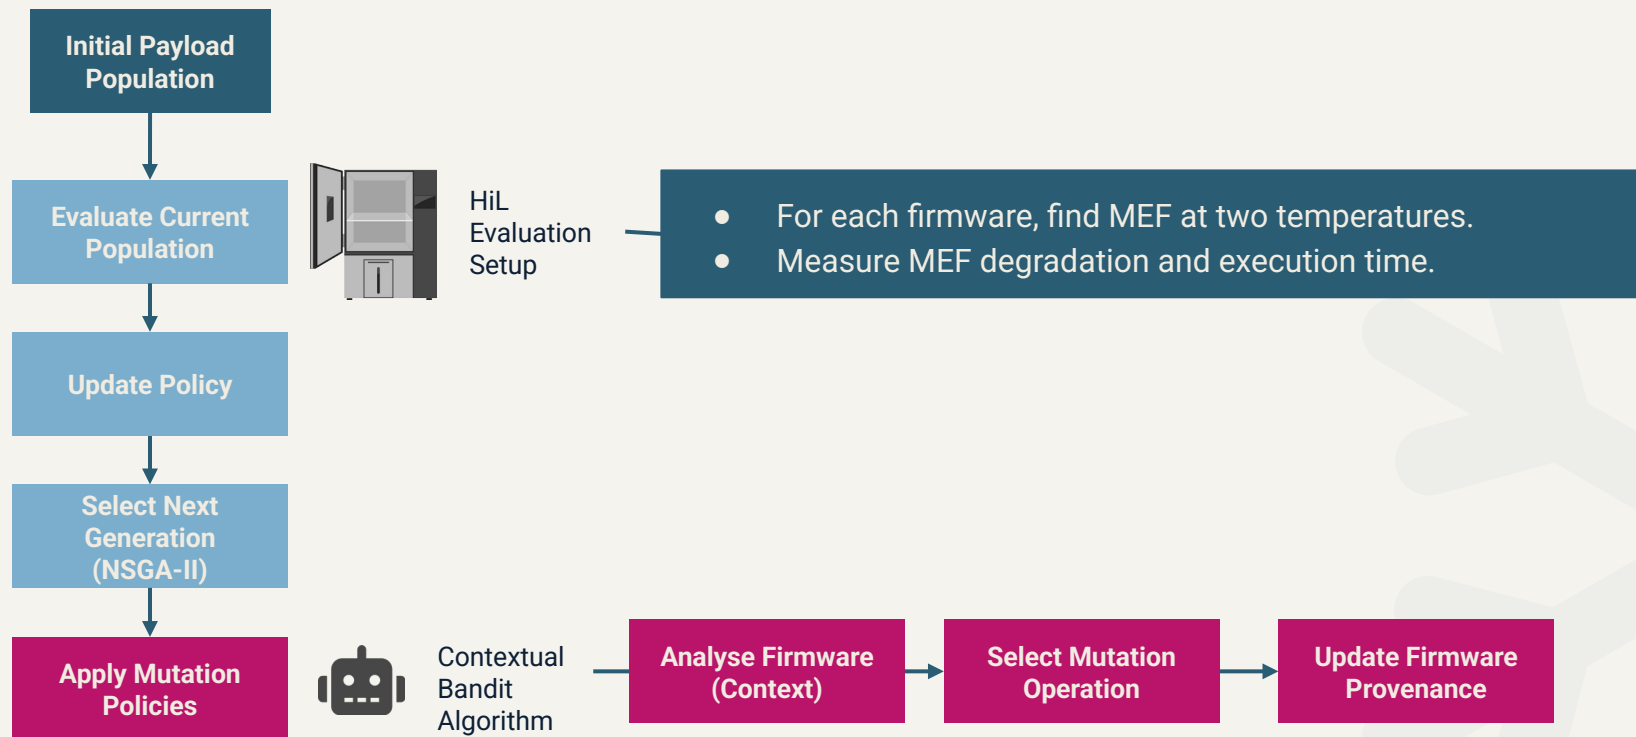 Initial Payload
Population
Evaluate Current
Population
HiL
Evaluation
Setup
● For each firmware, find MEF at two temperatures.
● Measure MEF degradation and execution time.
Update Policy
Select Next
Generation
(NSGA-II)
Apply Mutation
Policies
Contextual
Bandit
Algorithm
Analyse Firmware
(Context)
Select Mutation
Operation
Update Firmware
Provenance